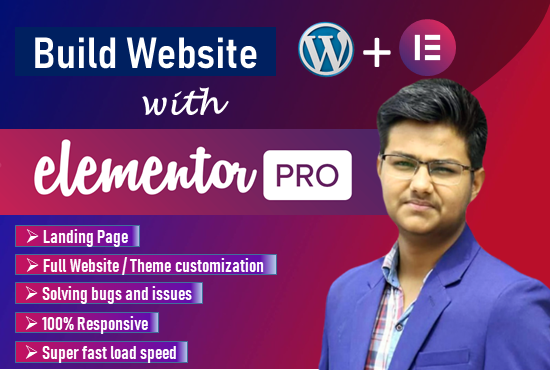 Build Website
with
elementor PRO
Landing Page
Full Website / Theme customization
Solving bugs and issues
100% Responsive
Super fast load speed